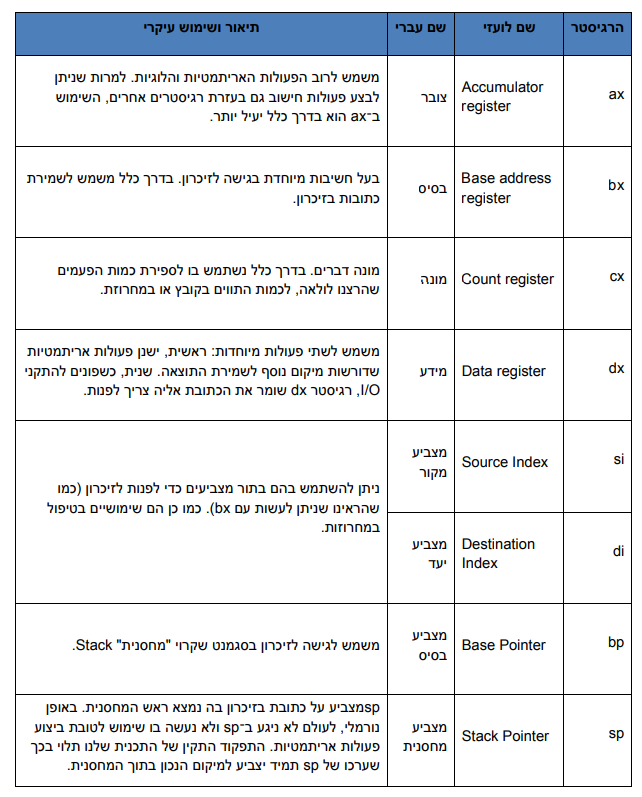 הרגיסטר שם לועזי שם עברי תיאור ושימוש עיקרי
ax
Accumulator
register
צובר
משמש לרוב הפעולות האריתמטיות והלוגיות. למרות שניתן
לבצע פעולות חישוב גם בעזרת רגיסטרים אחרים, השימוש
ב־ax הוא בדרך כלל יעיל יותר.
bx
Base address
register
בסיס
בעל חשיבות מיוחדת בגישה לזיכרון. בדרך כלל משמש לשמירת
כתובות בזיכרון.
cx
Count register
מונה
מונה דברים. בדרך כלל נשתמש בו לספירת כמות הפעמים
שהרצנו לולאה, לכמות התווים בקובץ או במחרוזת.
dx
Data register
מידע
משמש לשתי פעולות מיוחדות: ראשית, ישנן פעולות אריתמטיות
שדורשות מיקום נוסף לשמירת התוצאה. שנית, כשפונים להתקני
I/O, רגיסטר dx שומר את הכתובת אליה צריך לפנות.
si
Source Index
מצביע
מקור
ניתן להשתמש בהם בתור מצביעים כדי לפנות לזיכרון (כמו
שהראינו שניתן לעשות עם bx). כמו כן הם שימושיים בטיפול
במחרוזות.
di
Destination
Index
מצביע
יעד
bp
Base Pointer
מצביע
בסיס
משמש לגישה לזיכרון בסגמנט שקרוי "מחסנית" Stack.
sp
Stack Pointer
מצביע
מחסנית
spמצביע על כתובת בזיכרון בה נמצא ראש המחסנית. באופן
נורמלי, לעולם לא ניגע ב־sp ולא נעשה בו שימוש לטובת ביצוע
פעולות אריתמטיות. התפקוד התקין של התכנית שלנו תלוי בכך
שערכו של sp תמיד יצביע למיקום הנכון בתוך המחסנית.